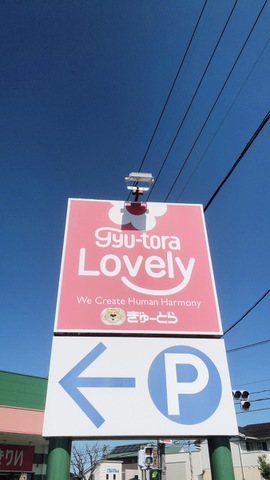 gyu-tora
Lovely
We Create Human Harmony
ぎゅーとら
P